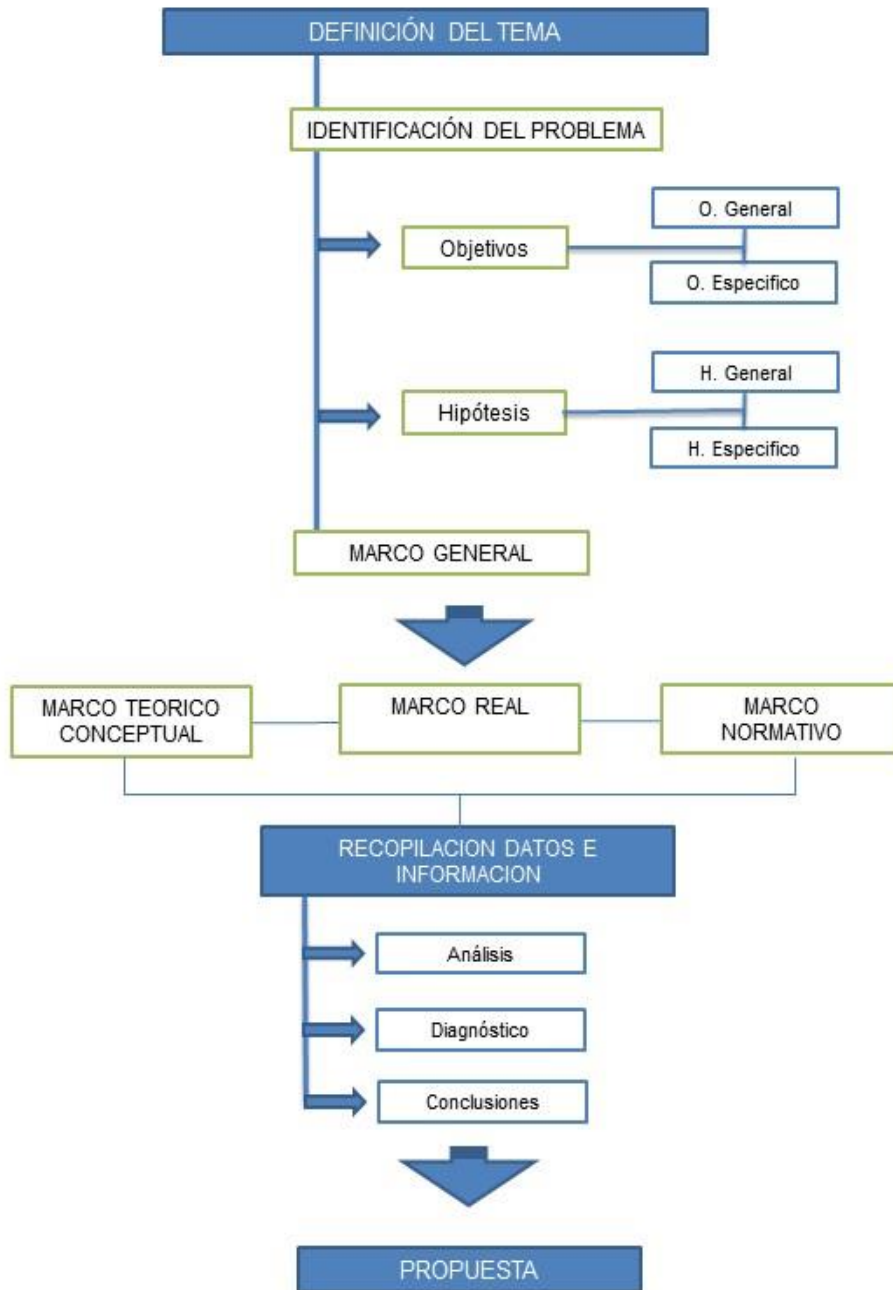 DEFINICIÓN DEL TEMA
IDENTIFICACIÓN DEL PROBLEMA
O. General
Objetivos
O. Especifico
H. General
Hipótesis
H. Especifico
MARCO GENERAL
MARCO TEORICO
CONCEPTUAL
MARCO REAL
MARCO
NORMATIVO
RECOPILACION DATOS E
INFORMACION
Análisis
Diagnóstico
Conclusiones
PROPUESTA